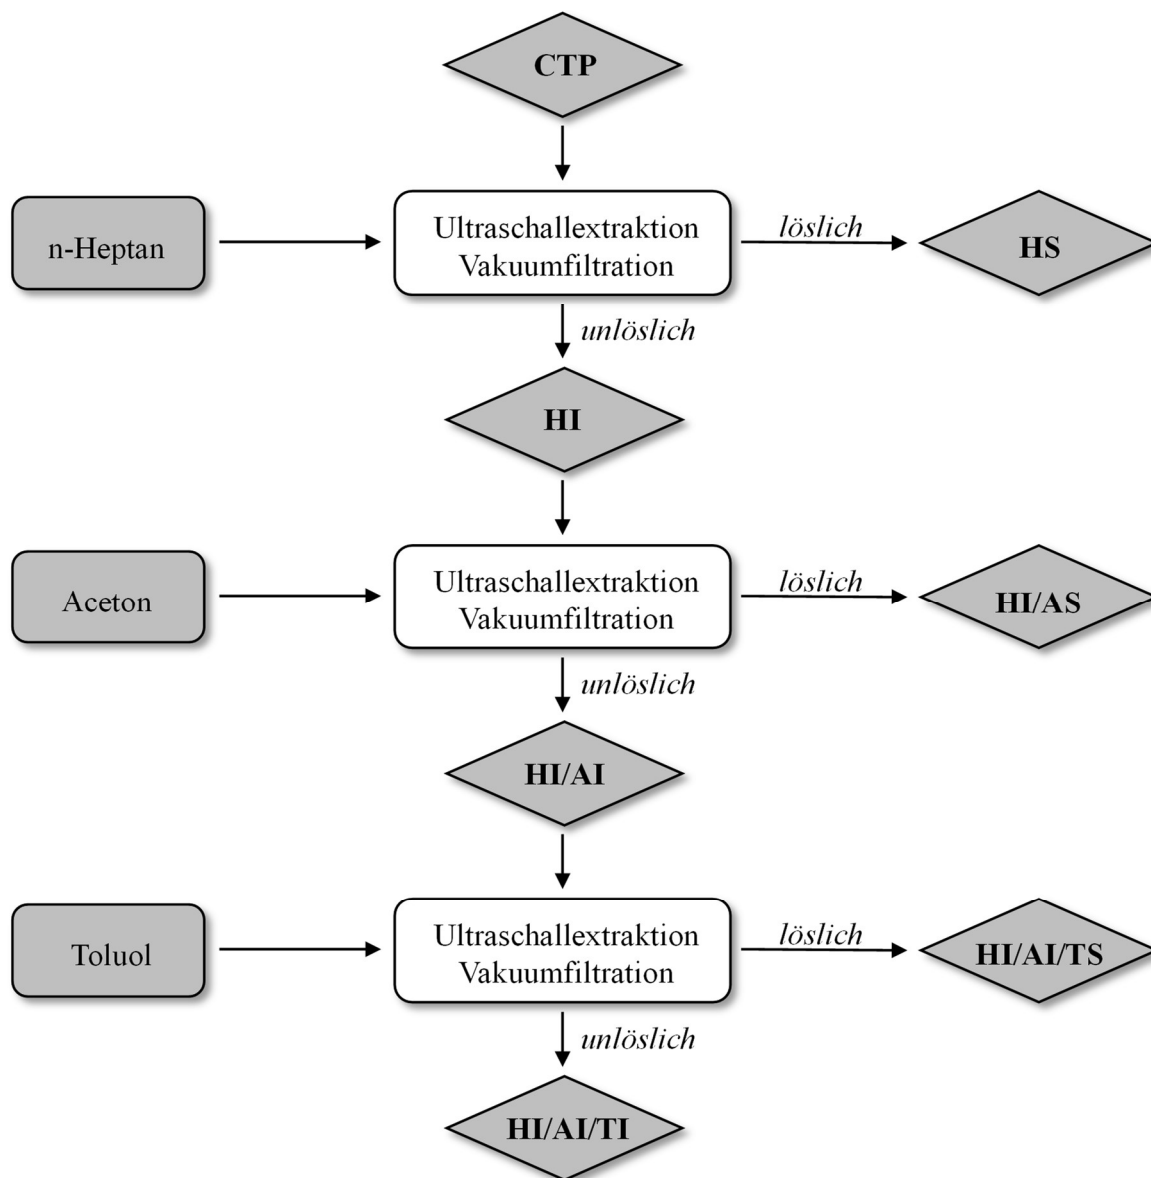 CTP
n-Heptan
Ultraschallextraktion
Vakuumfiltration
löslich
HS
unlöslich
HI
Aceton
Ultraschallextraktion
Vakuumfiltration
löslich
HI/AS
unlöslich
HI/AI
Toluol
Ultraschallextraktion
Vakuumfiltration
löslich
HI/AI/TS
unlöslich
HI/AI/TI